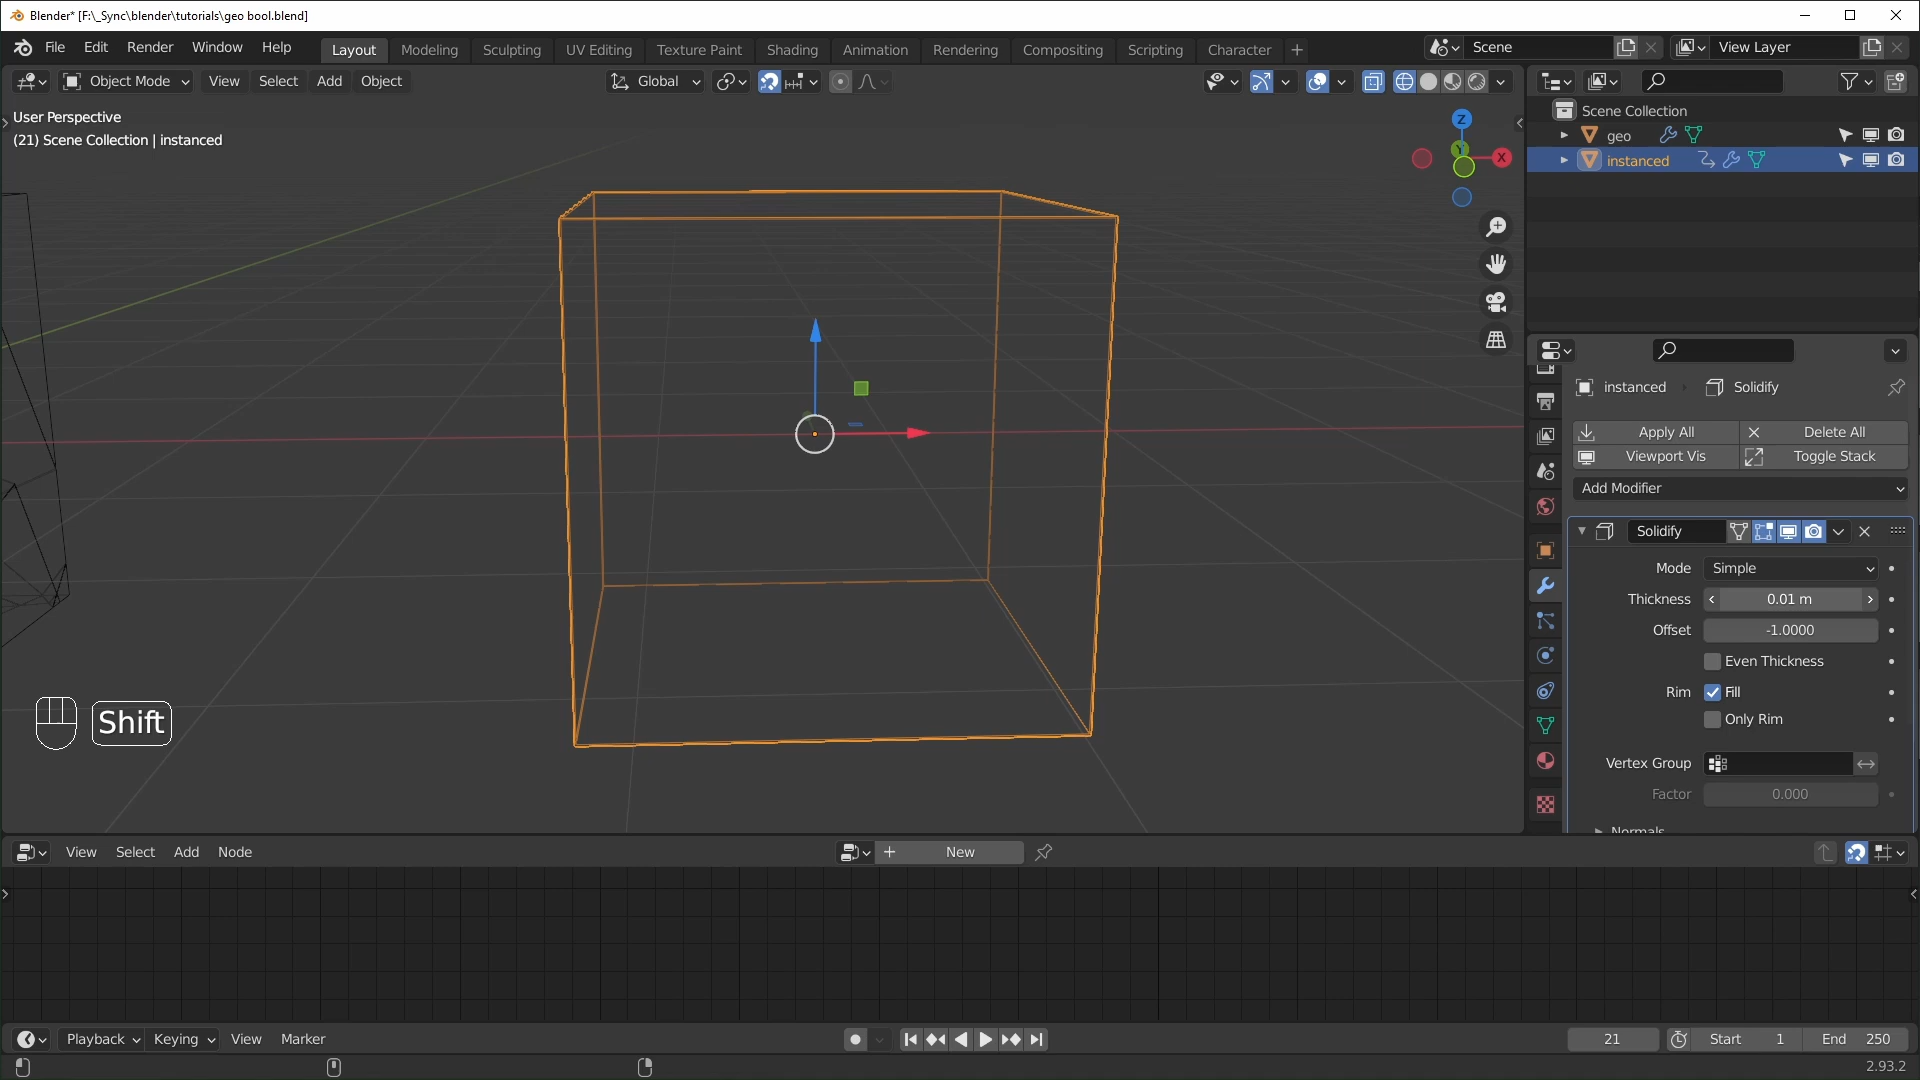 Blender* [F:\_Sync\blender\tutorials\geo bool.blend]
File Edit Render Window Help
Layout Modeling Sculpting UV Editing Texture Paint Shading Animation Rendering Compositing Scripting Character +
Scene
View Layer
Object Mode View Select Add Object
Global
User Perspective
(21) Scene Collection | instanced
Z
Y
X
Scene Collection
geo
instanced
instanced Solidify
Apply All Delete All
Viewport Vis Toggle Stack
Add Modifier
Solidify
Mode Simple
Thickness 0.01 m
Offset -1.0000
Even Thickness
Rim Fill
Only Rim
Vertex Group
Factor 0.000
Normals
Shift
View Select Add Node
+ New
Playback Keying View Marker
21 Start 1 End 250
2.93.2